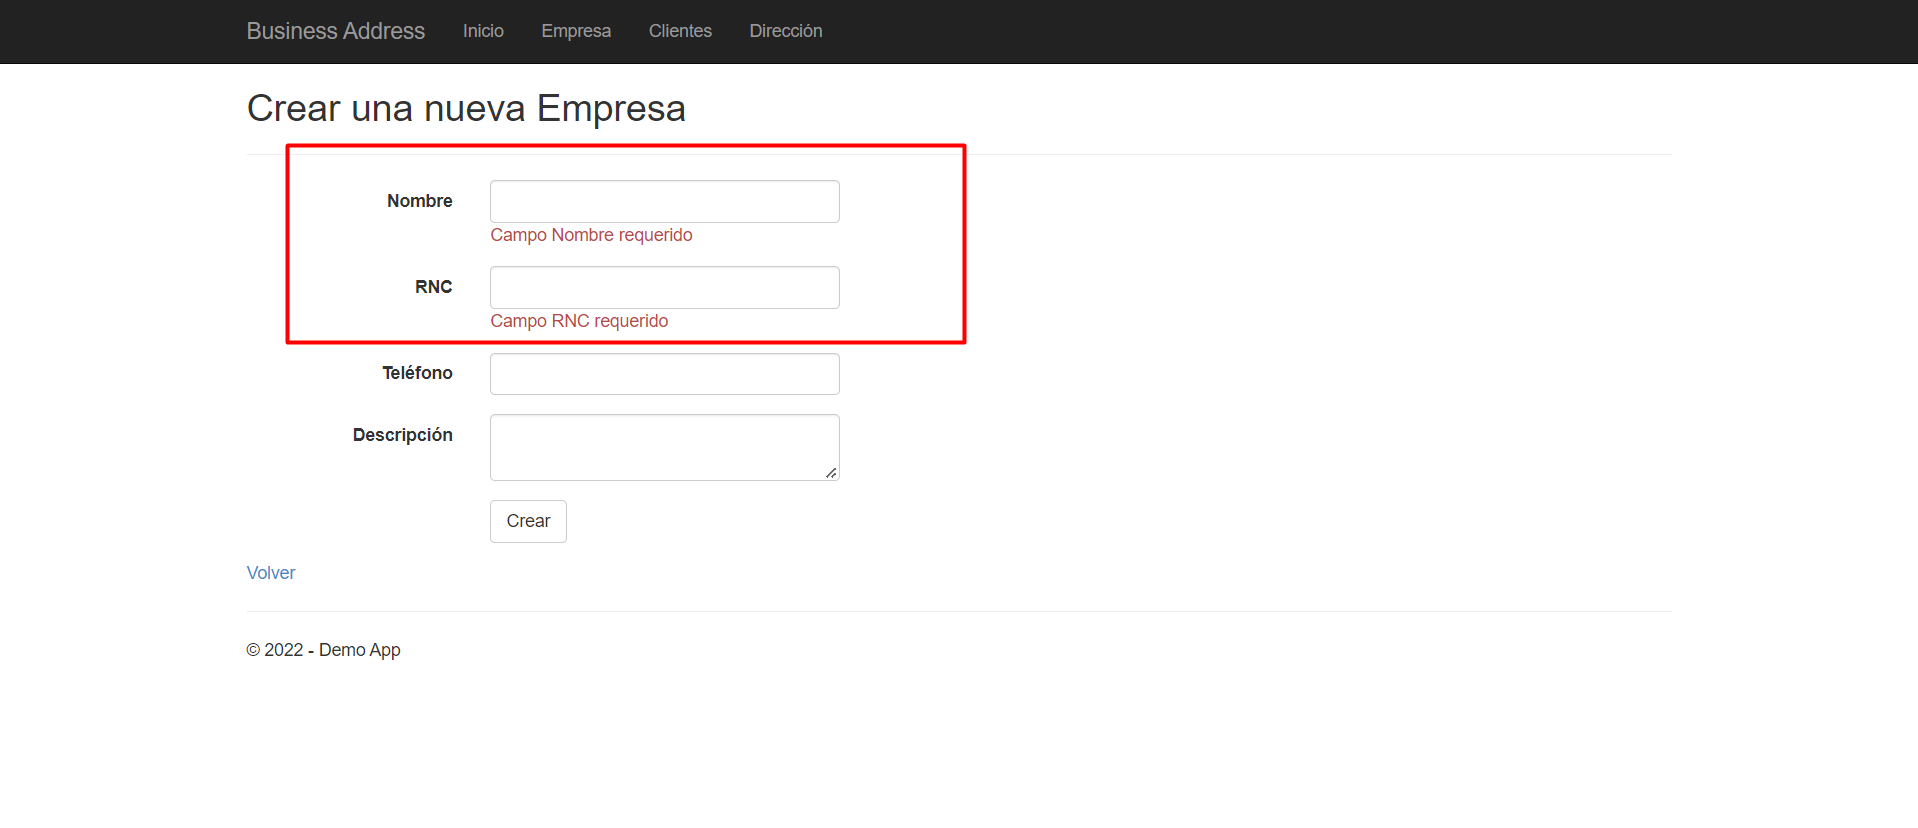 Business Address Inicio Empresa Clientes Dirección
Crear una nueva Empresa
Nombre
Campo Nombre requerido
RNC
Campo RNC requerido
Teléfono
Descripción
Crear
Volver
© 2022 - Demo App